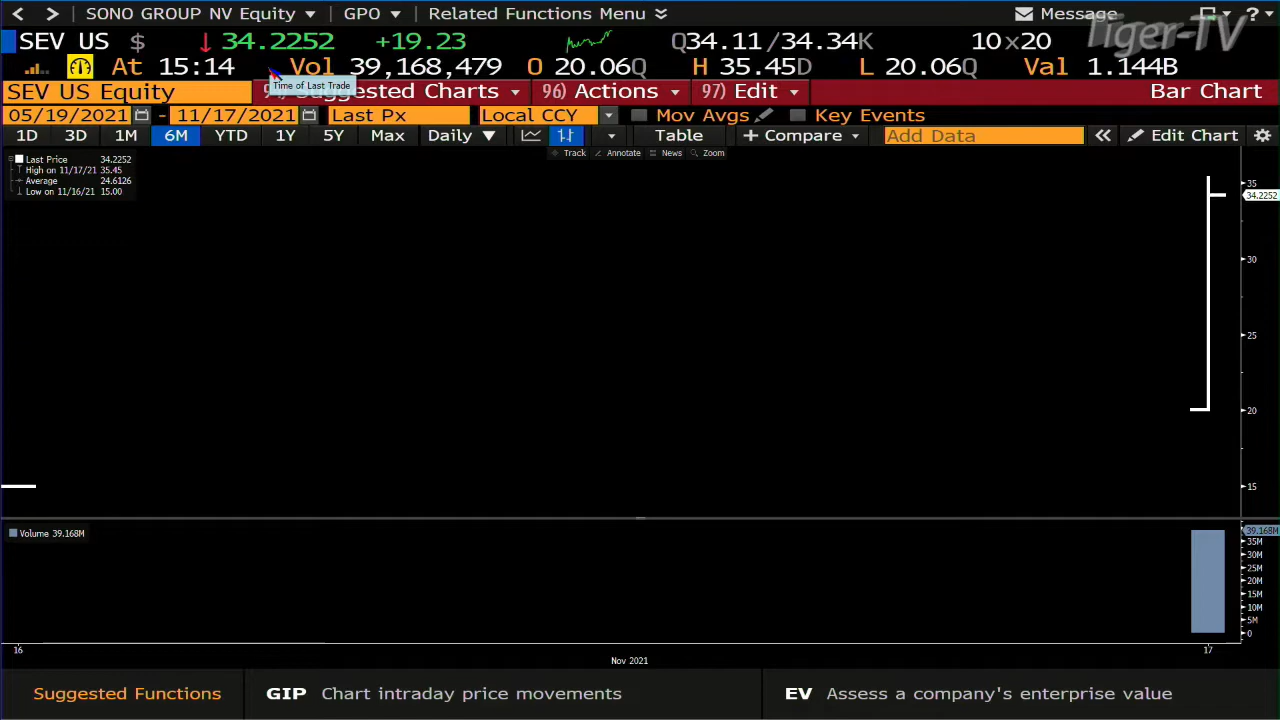 SONO GROUP NV Equity GPO Related Functions Menu Message ?
Tiger-TV
SEV US $ ↓ 34.2252 +19.23 Q34.11/34.34K 10×20
At 15:14 Vol 39,168,479 O 20.06Q H 35.45D L 20.06Q Val 1.144B
Time of Last Trade
SEV US Equity Suggested Charts 96) Actions 97) Edit Bar Chart
05/19/2021 - 11/17/2021 Last Px Local CCY Mov Avgs Key Events
1D 3D 1M 6M YTD 1Y 5Y Max Daily ▼ Table + Compare Add Data « Edit Chart
Track Annotate News Zoom
Last Price 34.2252
High on 11/17/21 35.45
Average 24.6126
Low on 11/16/21 15.00
35
34.2252
30
25
20
15
Volume 39.168M
39.168M
35M
30M
25M
20M
15M
10M
5M
0
16 17
Nov 2021
Suggested Functions GIP Chart intraday price movements EV Assess a company's enterprise value